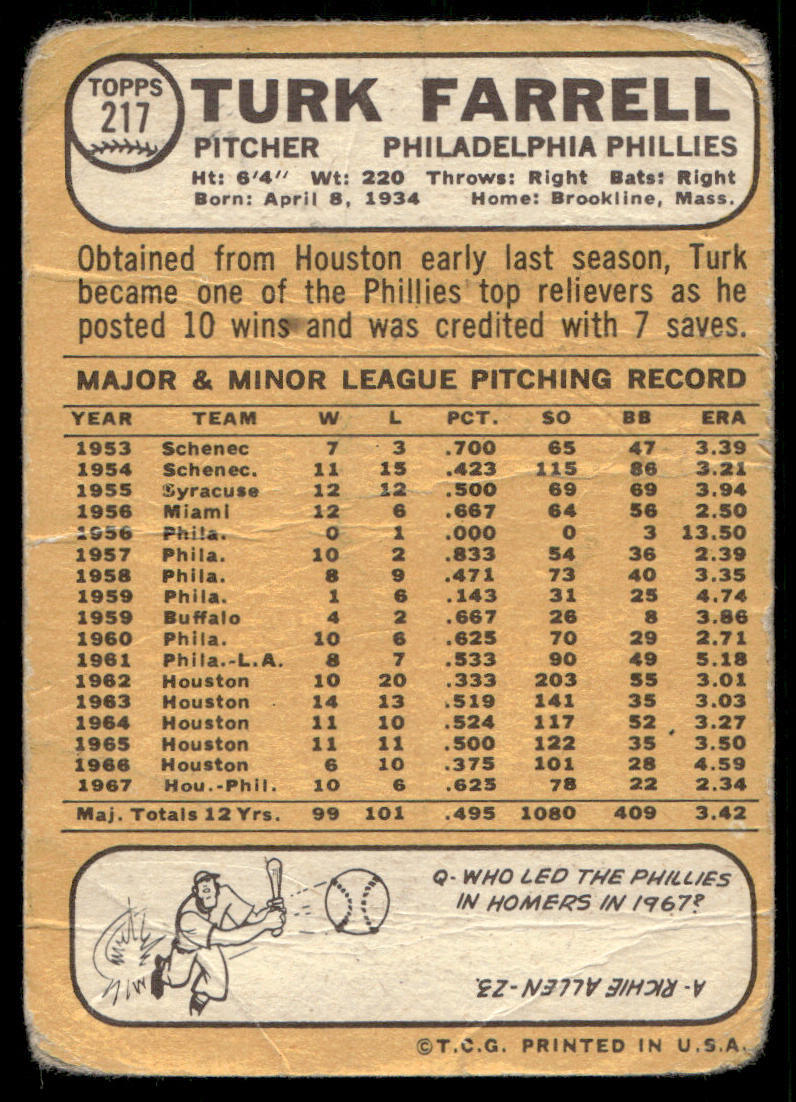 TOPPS
217
TURK FARRELL
PITCHER PHILADELPHIA PHILLIES
Ht: 6'4" Wt: 220 Throws: Right Bats: Right
Born: April 8, 1934 Home: Brookline, Mass.
Obtained from Houston early last season, Turk
became one of the Phillies top relievers as he
posted 10 wins and was credited with 7 saves.
MAJOR & MINOR LEAGUE PITCHING RECORD
YEAR TEAM W L PCT. SO BB ERA
1953 Schenec 7 3 .700 65 47 3.39
1954 Schenec. 11 15 .423 115 86 3.21
1955 Syracuse 12 12 .500 69 69 3.94
1956 Miami 12 6 .667 64 56 2.50
1956 Phila. 0 1 .000 0 3 13.50
1957 Phila. 10 2 .833 54 36 2.39
1958 Phila. 8 9 .471 73 40 3.35
1959 Phila. 1 6 .143 31 25 4.74
1959 Buffalo 4 2 .667 26 8 3.86
1960 Phila. 10 6 .625 70 29 2.71
1961 Phila.-L.A. 8 7 .533 90 49 5.18
1962 Houston 10 20 .333 203 55 3.01
1963 Houston 14 13 .519 141 35 3.03
1964 Houston 11 10 .524 117 52 3.27
1965 Houston 11 11 .500 122 35 3.50
1966 Houston 6 10 .375 101 28 4.59
1967 Hou.-Phil. 10 6 .625 78 22 2.34
Maj. Totals 12 Yrs. 99 101 .495 1080 409 3.42
Q- WHO LED THE PHILLIES
IN HOMERS IN 1967?
A- RICHIE ALLEN -23.
©T.C.G. PRINTED IN U.S.A.